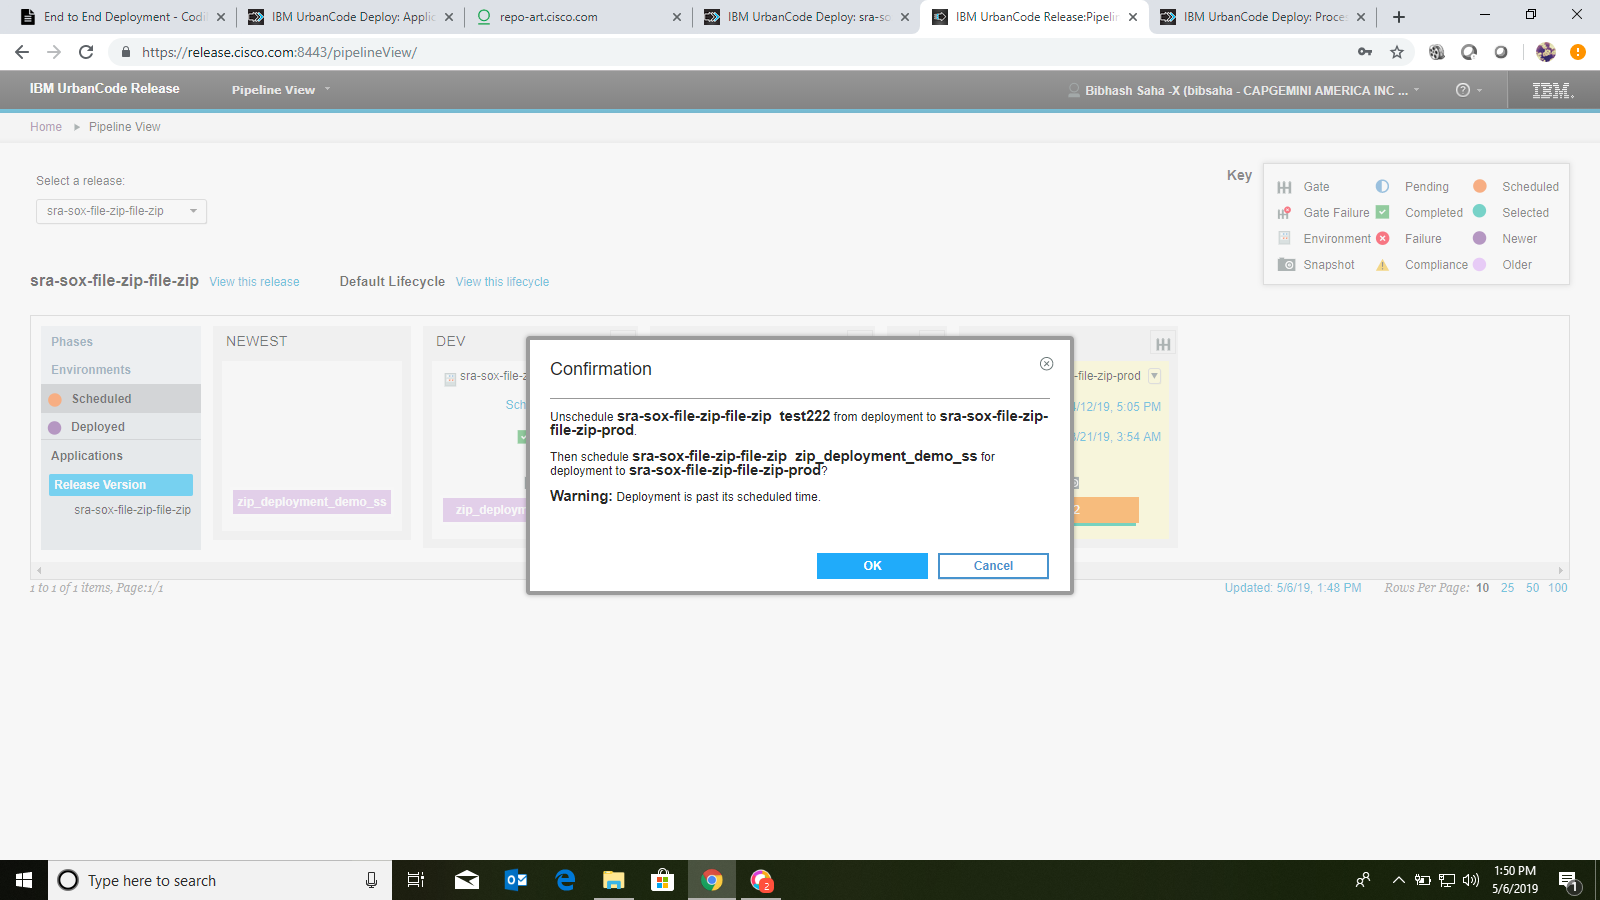 End to End Deployment - Codi
IBM UrbanCode Deploy: Applic
repo-art.cisco.com
IBM UrbanCode Deploy: sra-so
IBM UrbanCode Release:Pipelin
IBM UrbanCode Deploy: Proces
https://release.cisco.com:8443/pipelineView/
IBM UrbanCode Release
Pipeline View
Bibhash Saha -X (bibsaha - CAPGEMINI AMERICA INC ...
IBM.
Home
Pipeline View
Select a release:
sra-sox-file-zip-file-zip
Key
Gate
Pending
Scheduled
Gate Failure
Completed
Selected
Environment
Failure
Newer
Snapshot
Compliance
Older
sra-sox-file-zip-file-zip
View this release
Default Lifecycle
View this lifecycle
Phases
Environments
Scheduled
Deployed
Applications
Release Version
sra-sox-file-zip-file-zip
NEWEST
zip_deployment_demo_ss
DEV
sra-sox-file-z
Sch
zip_deploym
-file-zip-prod
4/12/19, 5:05 PM
/21/19, 3:54 AM
2
Confirmation
Unschedule sra-sox-file-zip-file-zip test222 from deployment to sra-sox-file-zip-
file-zip-prod.
Then schedule sra-sox-file-zip-file-zip zip_deployment_demo_ss for
deployment to sra-sox-file-zip-file-zip-prod?
Warning: Deployment is past its scheduled time.
OK
Cancel
1 to 1 of 1 items, Page:1/1
Updated: 5/6/19, 1:48 PM
Rows Per Page: 10 25 50 100
Type here to search
2
1:50 PM
5/6/2019
1